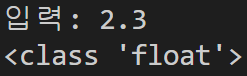 입력: 2.3
<class 'float'>